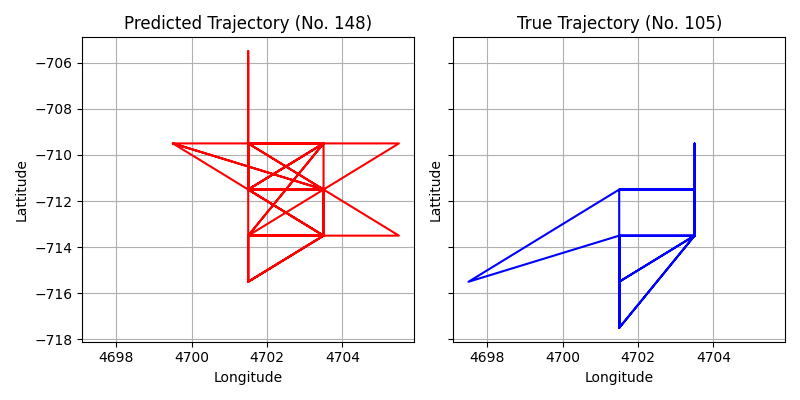 Predicted Trajectory (No. 148)
True Trajectory (No. 105)
Lattitude
−706
−708
−710
−712
−714
−716
−718
4698
4700
4702
4704
Longitude
Lattitude
4698
4700
4702
4704
Longitude